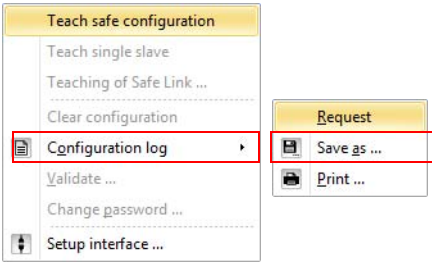 Teach safe configuration
Teach single slave
Teaching of Safe Link ...
Clear configuration
Configuration log
Validate ...
Change password ...
Setup interface ...
Request
Save as ...
Print ...